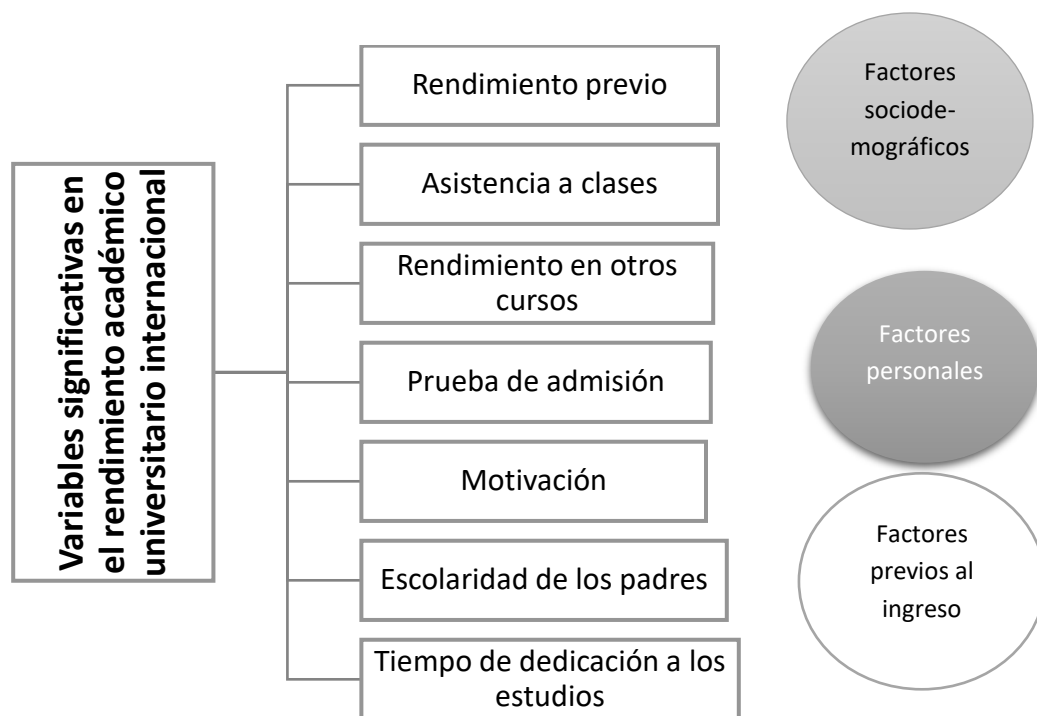 Variables significativas en
el rendimiento académico
universitario internacional
Rendimiento previo
Asistencia a clases
Rendimiento en otros
cursos
Prueba de admisión
Motivación
Escolaridad de los padres
Tiempo de dedicación a los
estudios
Factores
sociode-
mográficos
Factores
personales
Factores
previos al
ingreso